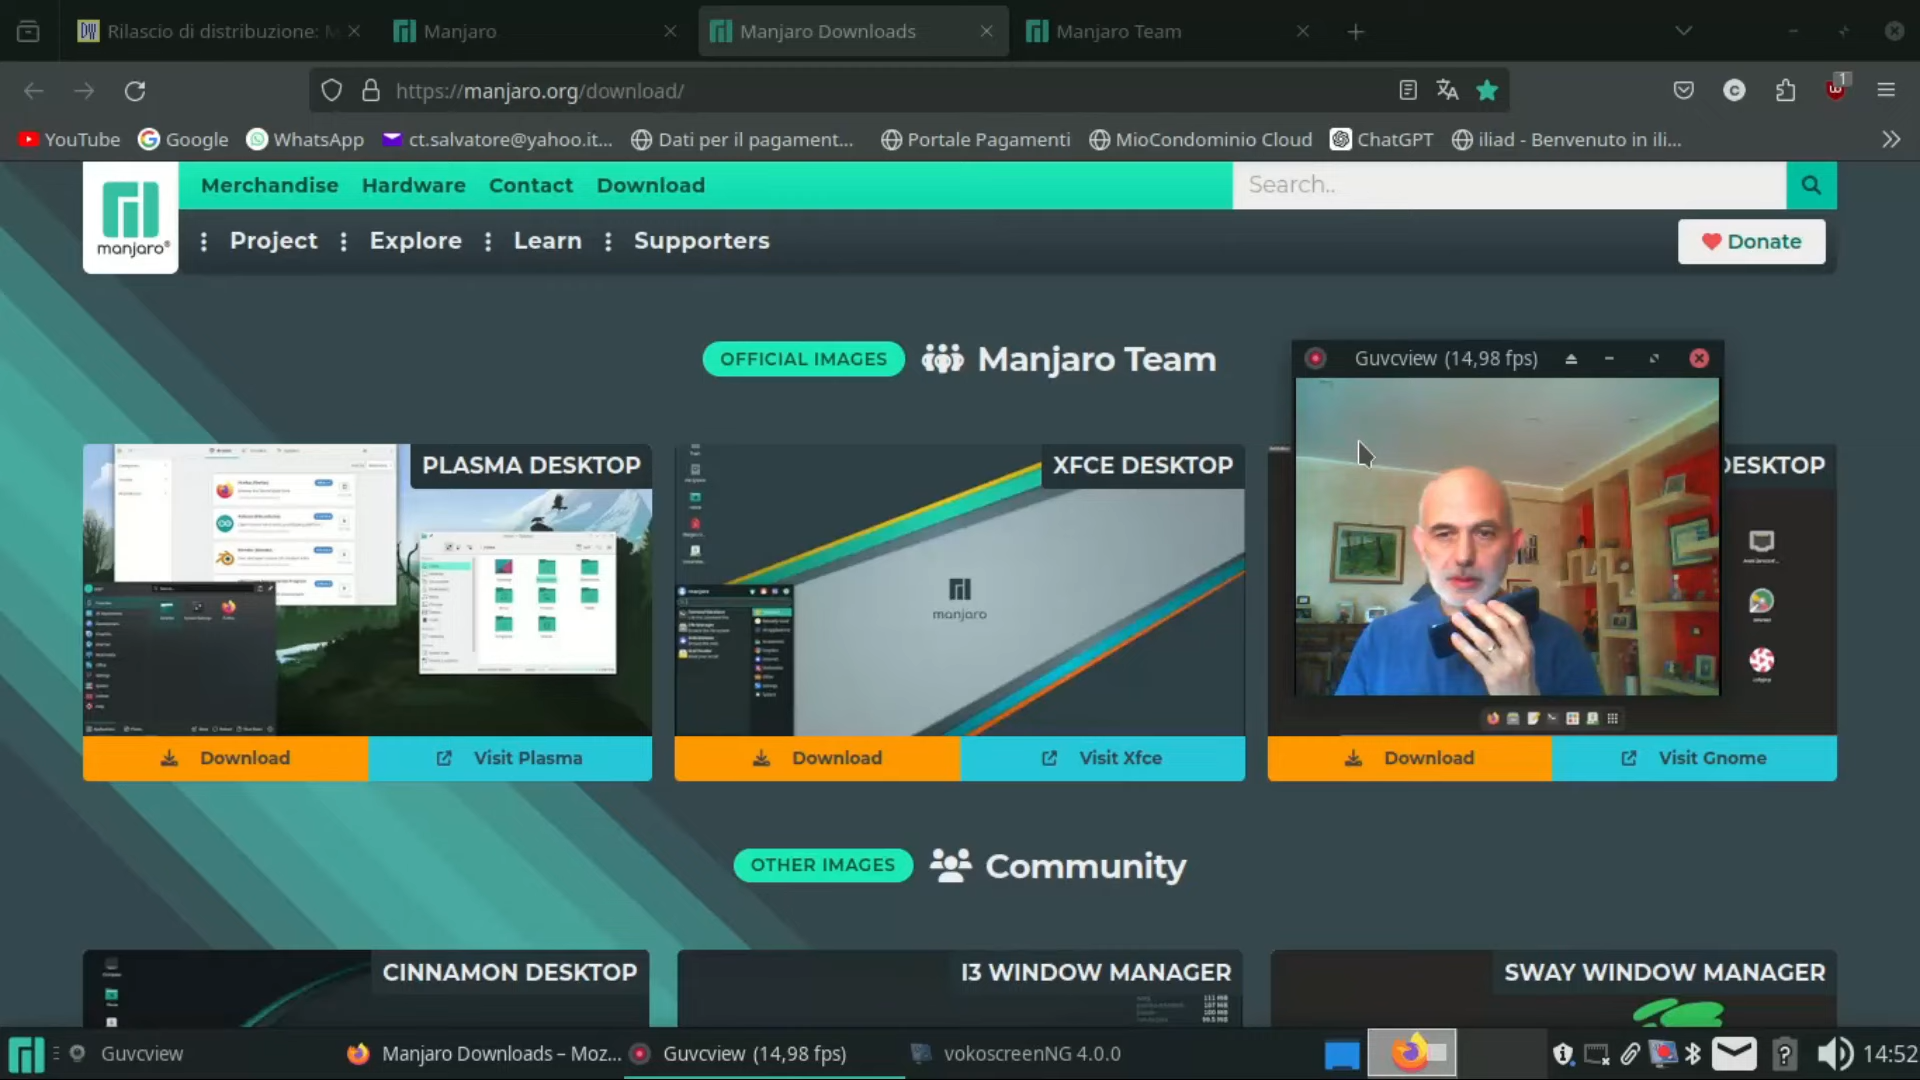 Rilascio di distribuzione: M
Manjaro
Manjaro Downloads
Manjaro Team
https://manjaro.org/download/
1
YouTube
Google
WhatsApp
ct.salvatore@yahoo.it...
Dati per il pagament...
Portale Pagamenti
MioCondominio Cloud
ChatGPT
iliad - Benvenuto in ili...
Merchandise Hardware Contact Download
Search..
manjaro®
Project Explore Learn Supporters
Donate
OFFICIAL IMAGES Manjaro Team
Guvcview (14,98 fps)
PLASMA DESKTOP
XFCE DESKTOP
DESKTOP
manjaro
Download Visit Plasma
Download Visit Xfce
Download Visit Gnome
OTHER IMAGES Community
CINNAMON DESKTOP
I3 WINDOW MANAGER
SWAY WINDOW MANAGER
Guvcview
Manjaro Downloads – Moz...
Guvcview (14,98 fps)
vokoscreenNG 4.0.0
14:52